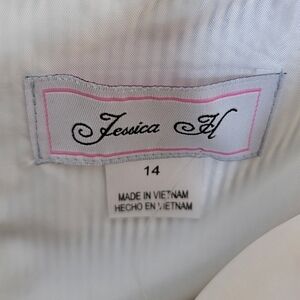 Jessica H
14
MADE IN VIETNAM
HECHO EN VIETNAM